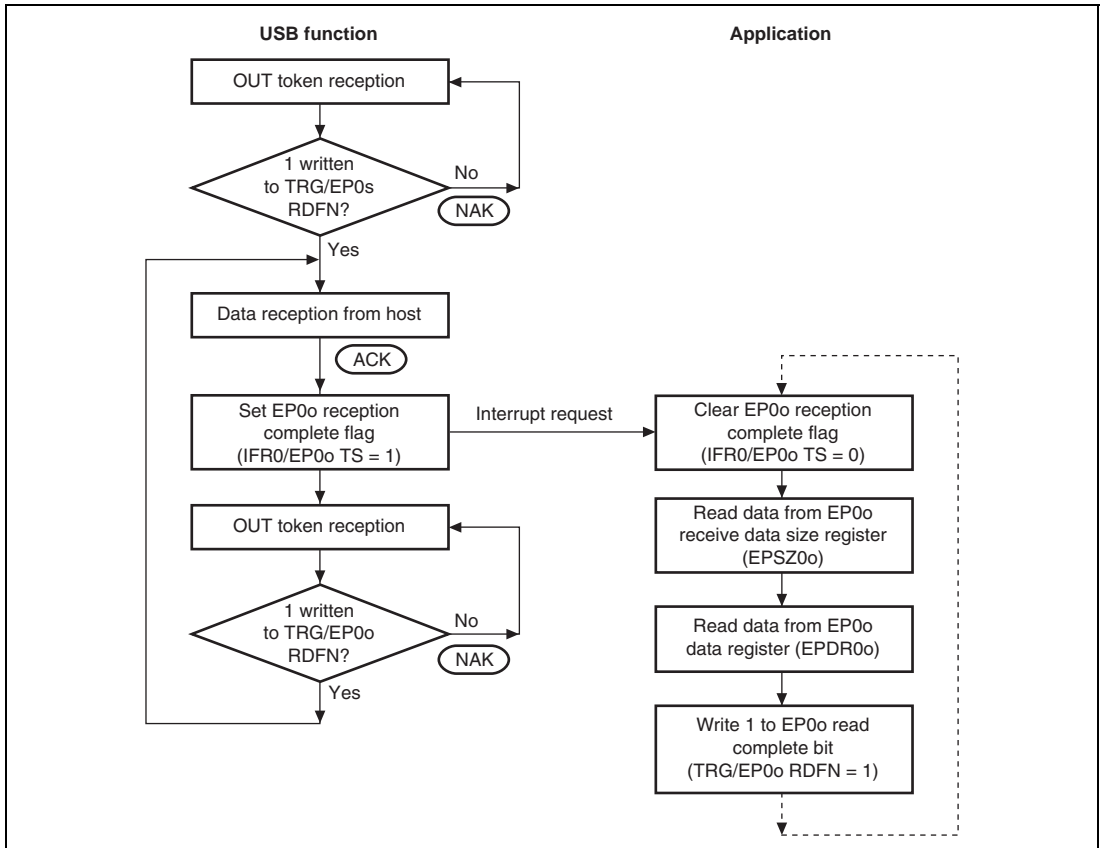 USB function
OUT token reception
1 written
to TRG/EP0s
RDFN?
No
NAK
Yes
Data reception from host
ACK
Set EP0o reception
complete flag
(IFR0/EP0o TS = 1)
Interrupt request
OUT token reception
1 written
to TRG/EP0o
RDFN?
No
NAK
Yes
Application
Clear EP0o reception
complete flag
(IFR0/EP0o TS = 0)
Read data from EP0o
receive data size register
(EPSZ0o)
Read data from EP0o
data register (EPDR0o)
Write 1 to EP0o read
complete bit
(TRG/EP0o RDFN = 1)